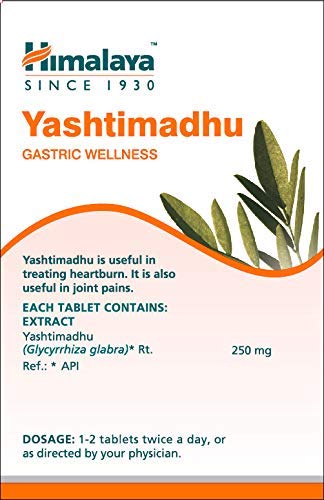 Himalaya™
SINCE 1930
Yashtimadhu
GASTRIC WELLNESS
Yashtimadhu is useful in
treating heartburn. It is also
useful in joint pains.
EACH TABLET CONTAINS:
EXTRACT
Yashtimadhu
(Glycyrrhiza glabra)* Rt. 250 mg
Ref.: * API
DOSAGE: 1-2 tablets twice a day, or
as directed by your physician.